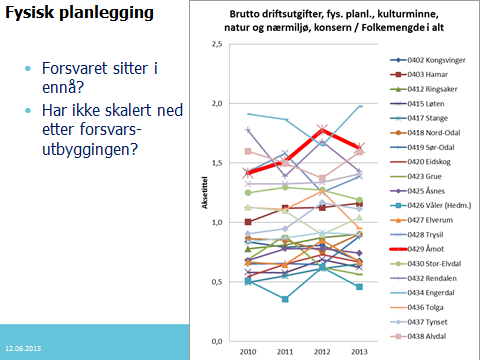 Fysisk planlegging
• Forsvaret sitter i
ennå?
• Har ikke skalert ned
etter forsvars-
utbyggingen?
12.06.2015
Brutto driftsutgifter, fys. planl., kulturminne,
natur og nærmiljø, konsern / Folkemengde i alt
Aksetittel
2,5
2,0
1,5
1,0
0,5
0,0
2010 2011 2012 2013
0402 Kongsvinger
0403 Hamar
0412 Ringsaker
0415 Løten
0417 Stange
0418 Nord-Odal
0419 Sør-Odal
0420 Eidskog
0423 Grue
0425 Åsnes
0426 Våler (Hedm.)
0427 Elverum
0428 Trysil
0429 Åmot
0430 Stor-Elvdal
0432 Rendalen
0434 Engerdal
0436 Tolga
0437 Tynset
0438 Alvdal